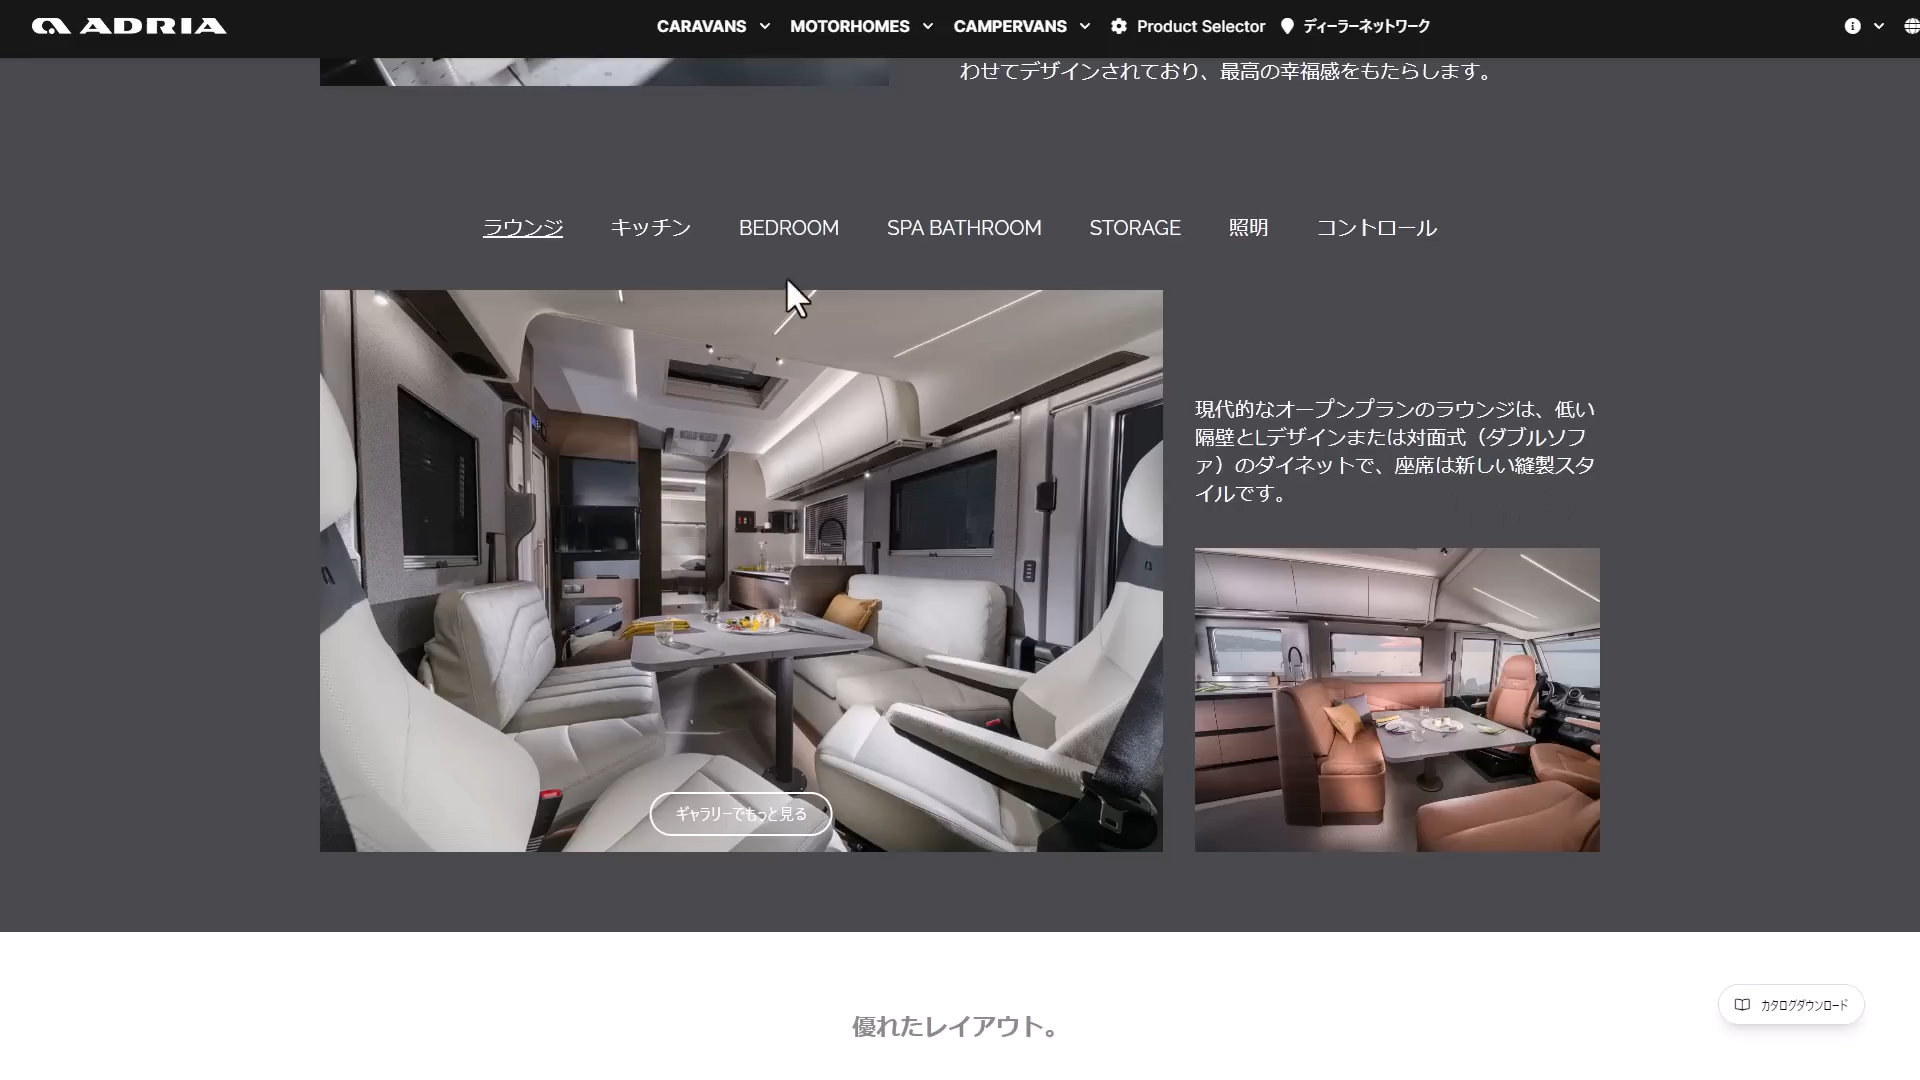 ADRIA
CARAVANS
MOTORHOMES
CAMPERVANS
Product Selector
ディーラーネットワーク
わせてデザインされており、最高の幸福感をもたらします。
ラウンジ
キッチン
BEDROOM
SPA BATHROOM
STORAGE
照明
コントロール
現代的なオープンプランのラウンジは、低い
隔壁とLデザインまたは対面式（ダブルソフ
ァ）のダイネットで、座席は新しい縫製スタ
イルです。
ギャラリーでもっと見る
優れたレイアウト。
カタログダウンロード